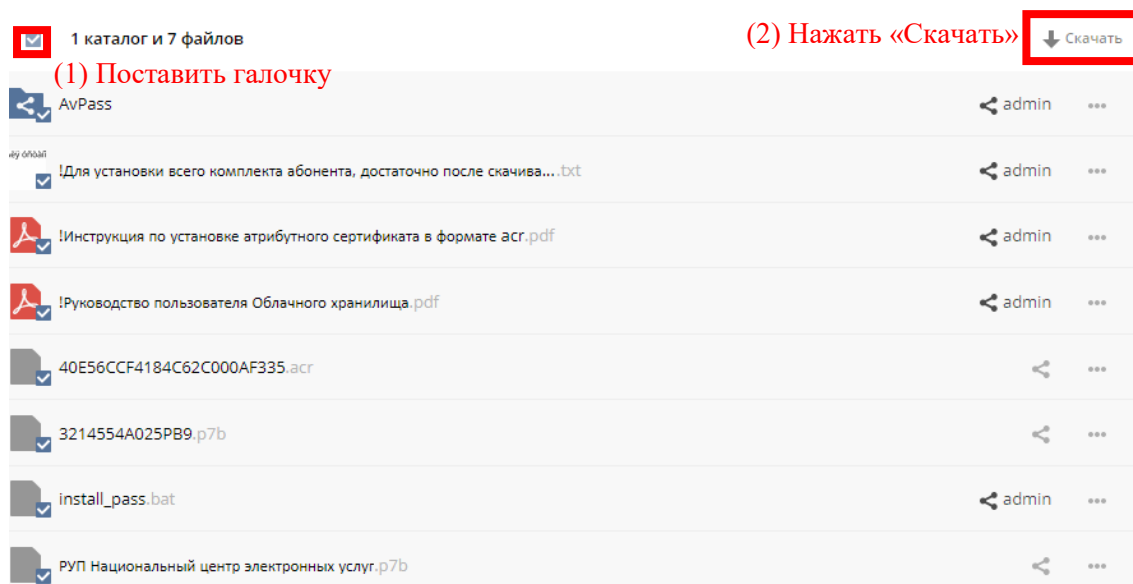 1 каталог и 7 файлов
(2) Нажать «Скачать»
Скачать
(1) Поставить галочку
AvPass admin
!Для установки всего комплекта абонента, достаточно после скачива... .txt admin
!Инструкция по установке атрибутного сертификата в формате acr.pdf admin
!Руководство пользователя Облачного хранилища.pdf admin
40E56CCF4184C62C000AF335.acr
3214554A025PB9.p7b
install_pass.bat admin
РУП Национальный центр электронных услуг.p7b